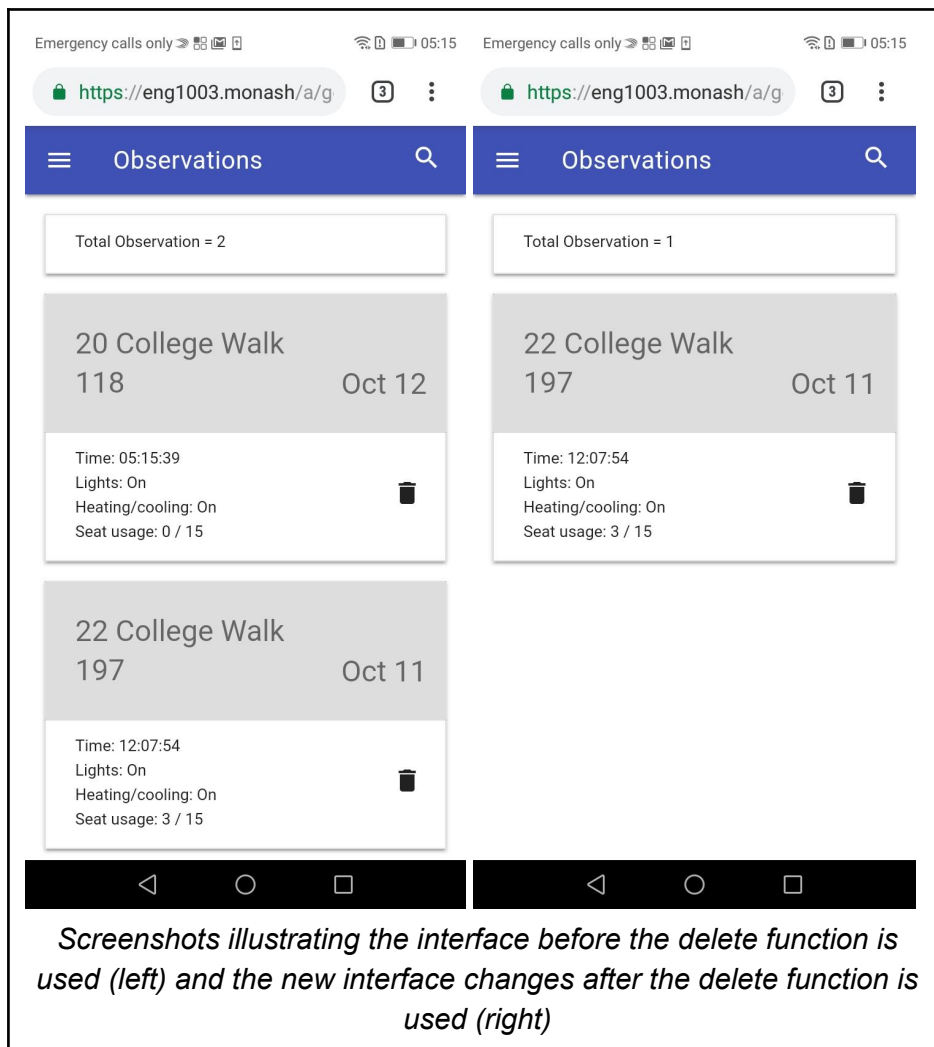 Emergency calls only 05:15
https://eng1003.monash/a/g 3
Observations
Total Observation = 2
20 College Walk
118 Oct 12
Time: 05:15:39
Lights: On
Heating/cooling: On
Seat usage: 0 / 15
22 College Walk
197 Oct 11
Time: 12:07:54
Lights: On
Heating/cooling: On
Seat usage: 3 / 15
Emergency calls only 05:15
https://eng1003.monash/a/g 3
Observations
Total Observation = 1
22 College Walk
197 Oct 11
Time: 12:07:54
Lights: On
Heating/cooling: On
Seat usage: 3 / 15
Screenshots illustrating the interface before the delete function is
used (left) and the new interface changes after the delete function is
used (right)